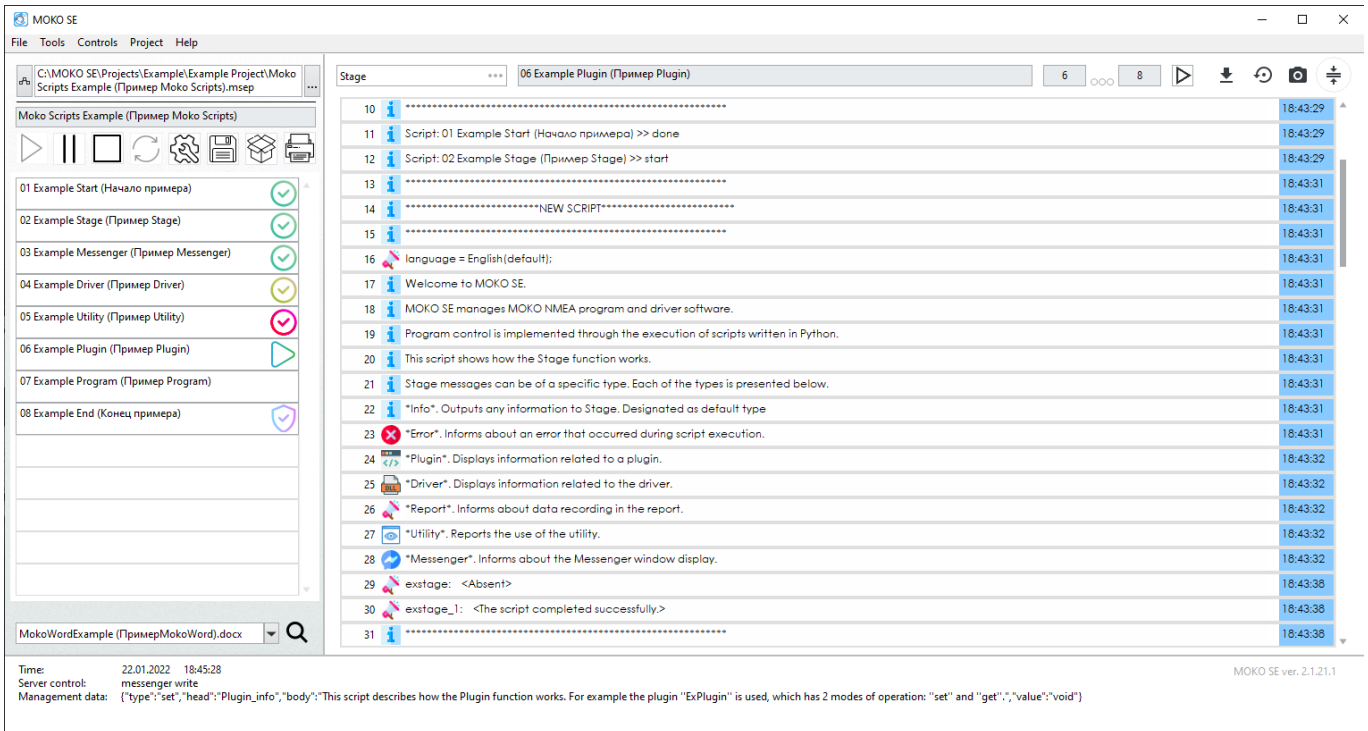 MOKO SE
File Tools Controls Project Help
C:\MOKO SE\Projects\Example\Example Project\Moko
Scripts Example (Пример Moko Scripts).msep
...
Moko Scripts Example (Пример Moko Scripts)
01 Example Start (Начало примера)
02 Example Stage (Пример Stage)
03 Example Messenger (Пример Messenger)
04 Example Driver (Пример Driver)
05 Example Utility (Пример Utility)
06 Example Plugin (Пример Plugin)
07 Example Program (Пример Program)
08 Example End (Конец примера)
MokoWordExample (ПримерMokoWord).docx
Stage
06 Example Plugin (Пример Plugin)
6
8
10 ************************************************************ 18:43:29
11 Script: 01 Example Start (Начало примера) >> done 18:43:29
12 Script: 02 Example Stage (Пример Stage) >> start 18:43:29
13 ************************************************************ 18:43:31
14 *************************NEW SCRIPT************************* 18:43:31
15 ************************************************************ 18:43:31
16 language = English(default); 18:43:31
17 Welcome to MOKO SE. 18:43:31
18 MOKO SE manages MOKO NMEA program and driver software. 18:43:31
19 Program control is implemented through the execution of scripts written in Python. 18:43:31
20 This script shows how the Stage function works. 18:43:31
21 Stage messages can be of a specific type. Each of the types is presented below. 18:43:31
22 *Info*. Outputs any information to Stage. Designated as default type 18:43:31
23 *Error*. Informs about an error that occurred during script execution. 18:43:31
24 *Plugin*. Displays information related to a plugin. 18:43:32
25 *Driver*. Displays information related to the driver. 18:43:32
26 *Report*. Informs about data recording in the report. 18:43:32
27 *Utility*. Reports the use of the utility. 18:43:32
28 *Messenger*. Informs about the Messenger window display. 18:43:32
29 exstage: <Absent> 18:43:38
30 exstage_1: <The script completed successfully.> 18:43:38
31 ************************************************************ 18:43:38
Time: 22.01.2022 18:45:28
MOKO SE ver. 2.1.21.1
Server control: messenger write
Management data: {"type":"set","head":"Plugin_info","body":"This script describes how the Plugin function works. For example the plugin ''ExPlugin'' is used, which has 2 modes of operation: ''set'' and ''get''.","value":"void"}